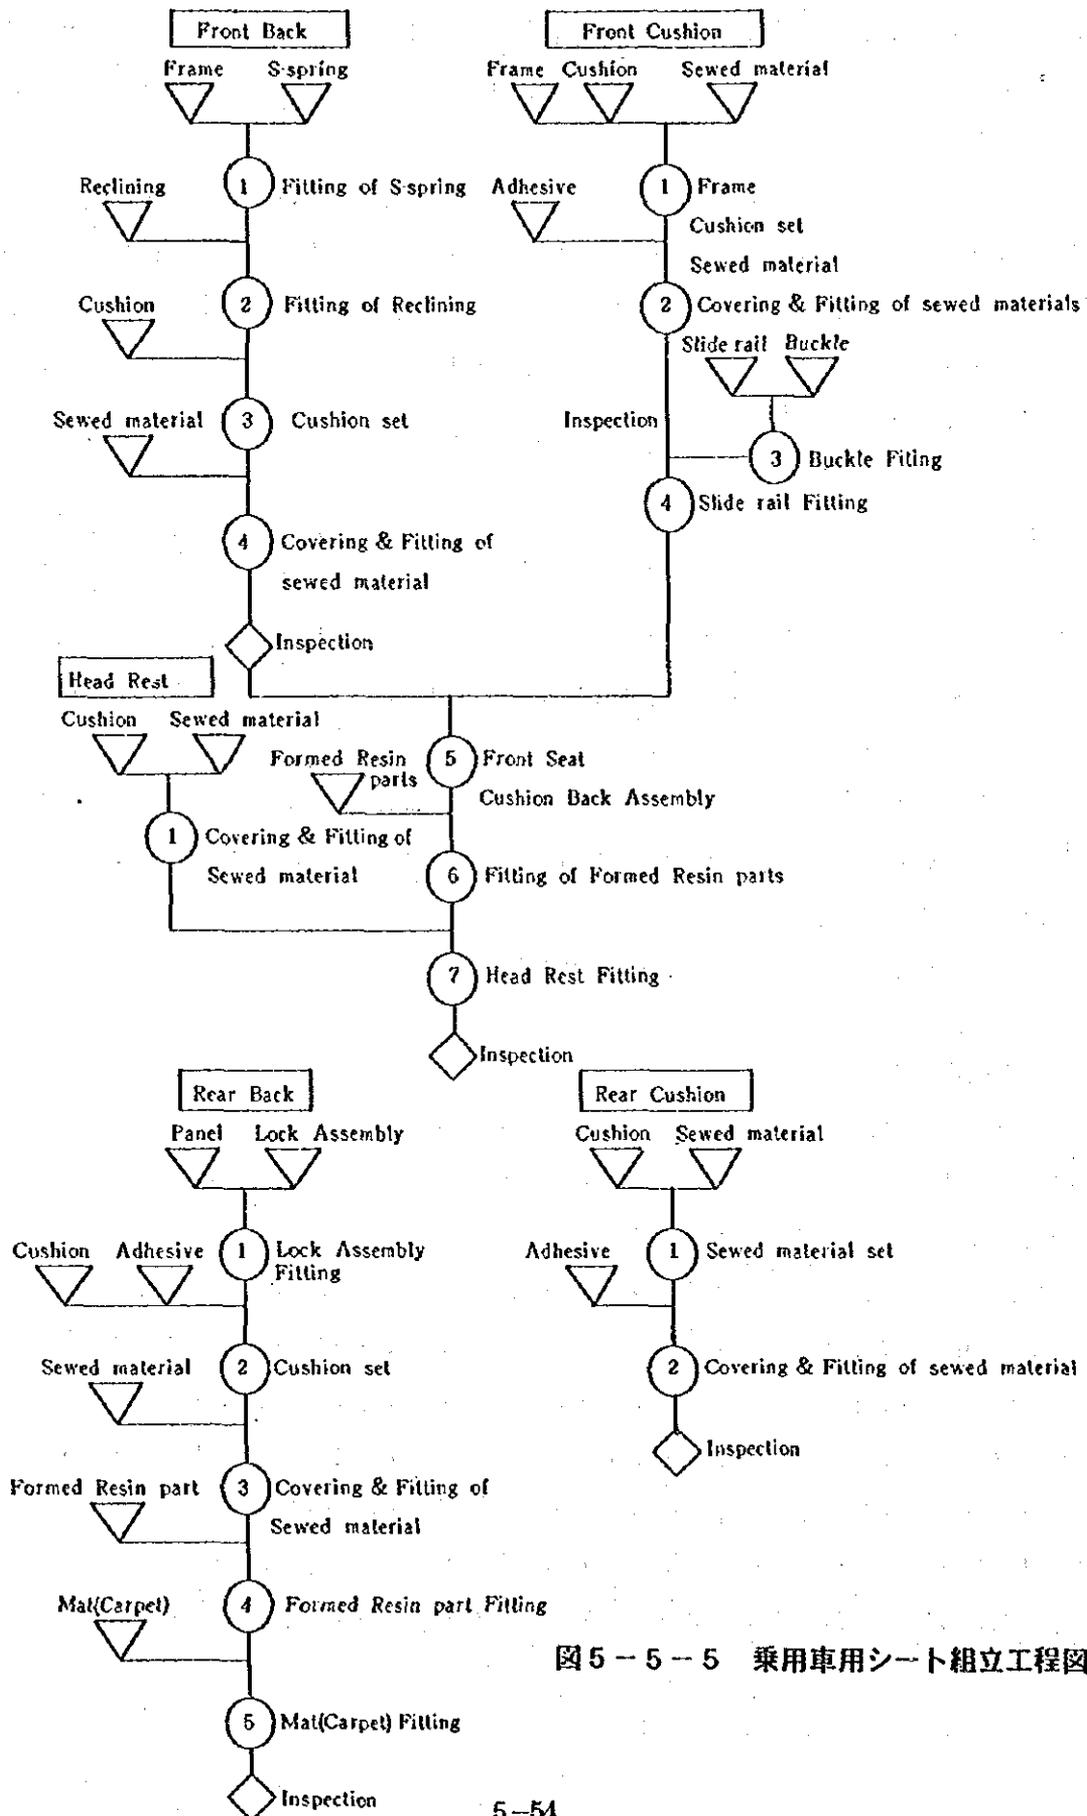 Front Back
Frame S-spring
1 Fitting of S-spring
Reclining
2 Fitting of Reclining
Cushion
3 Cushion set
Sewed material
4 Covering & Fitting of
sewed material
Inspection
Front Cushion
Frame Cushion Sewed material
1 Frame
Cushion set
Sewed material
Adhesive
2 Covering & Fitting of sewed materials
Slide rail Buckle
Inspection
3 Buckle Fiting
4 Slide rail Fitting
Head Rest
Cushion Sewed material
1 Covering & Fitting of
Sewed material
5 Front Seat
Cushion Back Assembly
Formed Resin
parts
6 Fitting of Formed Resin parts
7 Head Rest Fitting
Inspection
Rear Back
Panel Lock Assembly
1 Lock Assembly
Fitting
Cushion Adhesive
2 Cushion set
Sewed material
3 Covering & Fitting of
Sewed material
Formed Resin part
4 Formed Resin part Fitting
Mat(Carpet)
5 Mat(Carpet) Fitting
Inspection
Rear Cushion
Cushion Sewed material
1 Sewed material set
Adhesive
2 Covering & Fitting of sewed material
Inspection
図5-5-5 乗用車用シート組立工程図
5-54